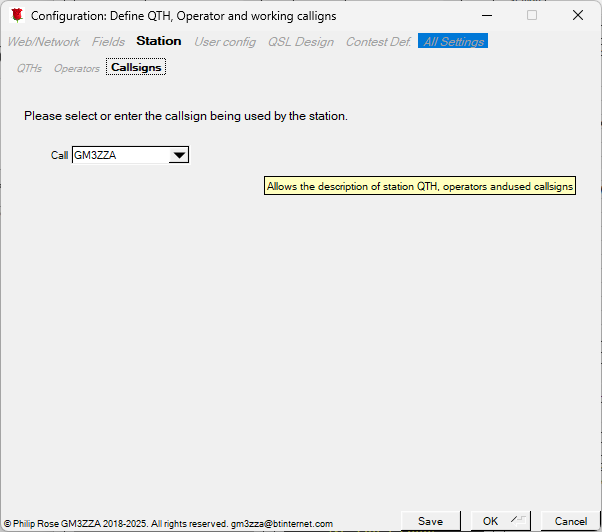 Configuration: Define QTH, Operator and working calligns
Web/Network Fields Station User config QSL Design Contest Def. All Settings
QTHs Operators Callsigns
Please select or enter the callsign being used by the station.
Call GM3ZZA
Allows the description of station QTH, operators andused callsigns
© Philip Rose GM3ZZA 2018-2025. All rights reserved. gm3zza@btinternet.com
Save OK Cancel